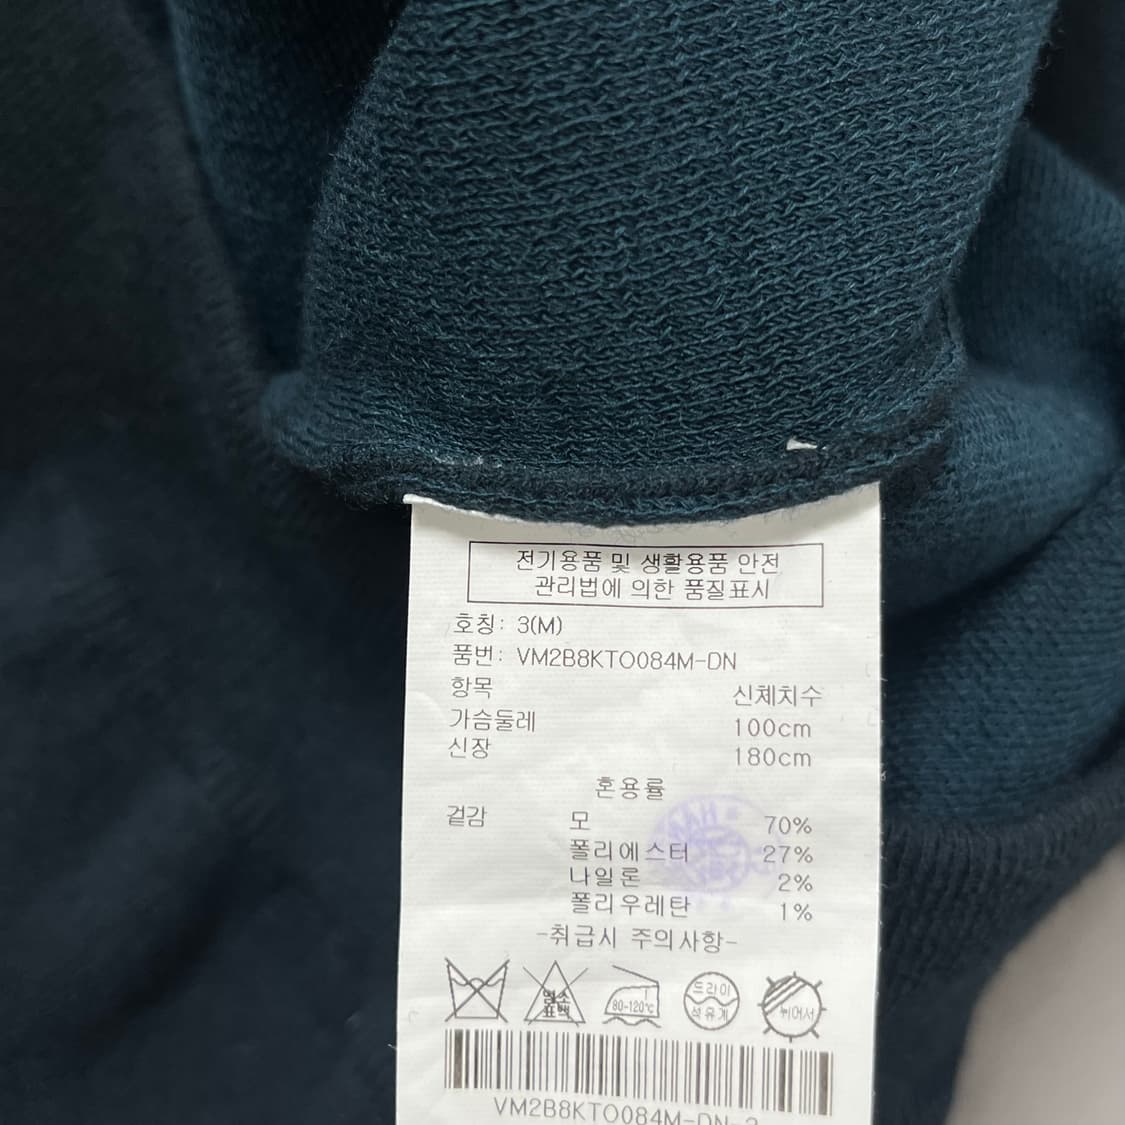 전기용품 및 생활용품 안전
관리법에 의한 품질표시
호칭: 3(M)
품번: VM2B8KTO084M-DN
항목 신체치수
가슴둘레 100cm
신장 180cm
혼용률
겉감 모 70%
폴리에스터 27%
나일론 2%
폴리우레탄 1%
-취급시 주의사항-
염소
표백
80-120℃
드라이
석유계
뉘어서
VM2B8KTO084M-DN-3